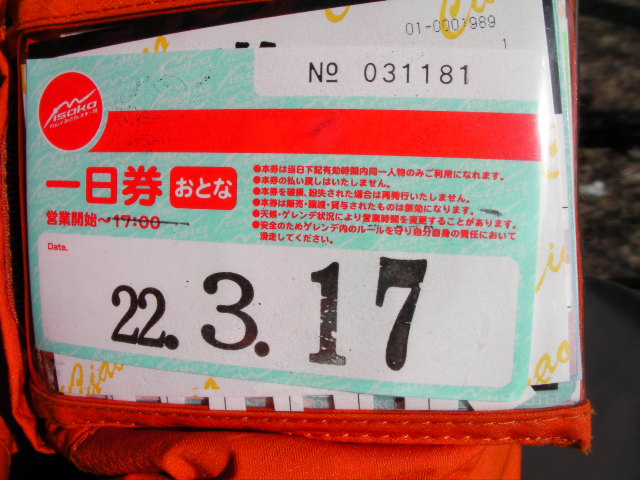 01-0001989
1
№ 031181
ISOKO
一日券 おとな
営業開始～17:00
●本券は当日下記有効時間内同一人物のみご利用になれます。
●本券の払い戻しはいたしません。
●本券を破損、紛失された場合は再発行いたしません。
●本券は販売・譲渡・貸与されたものは無効になります。
●天候・ゲレンデ状況により営業時間を変更することがあります。
●安全のためゲレンデ内のルールを守り自分自身の責任において
滑走してください。
Date.
22.3.17
Ciao